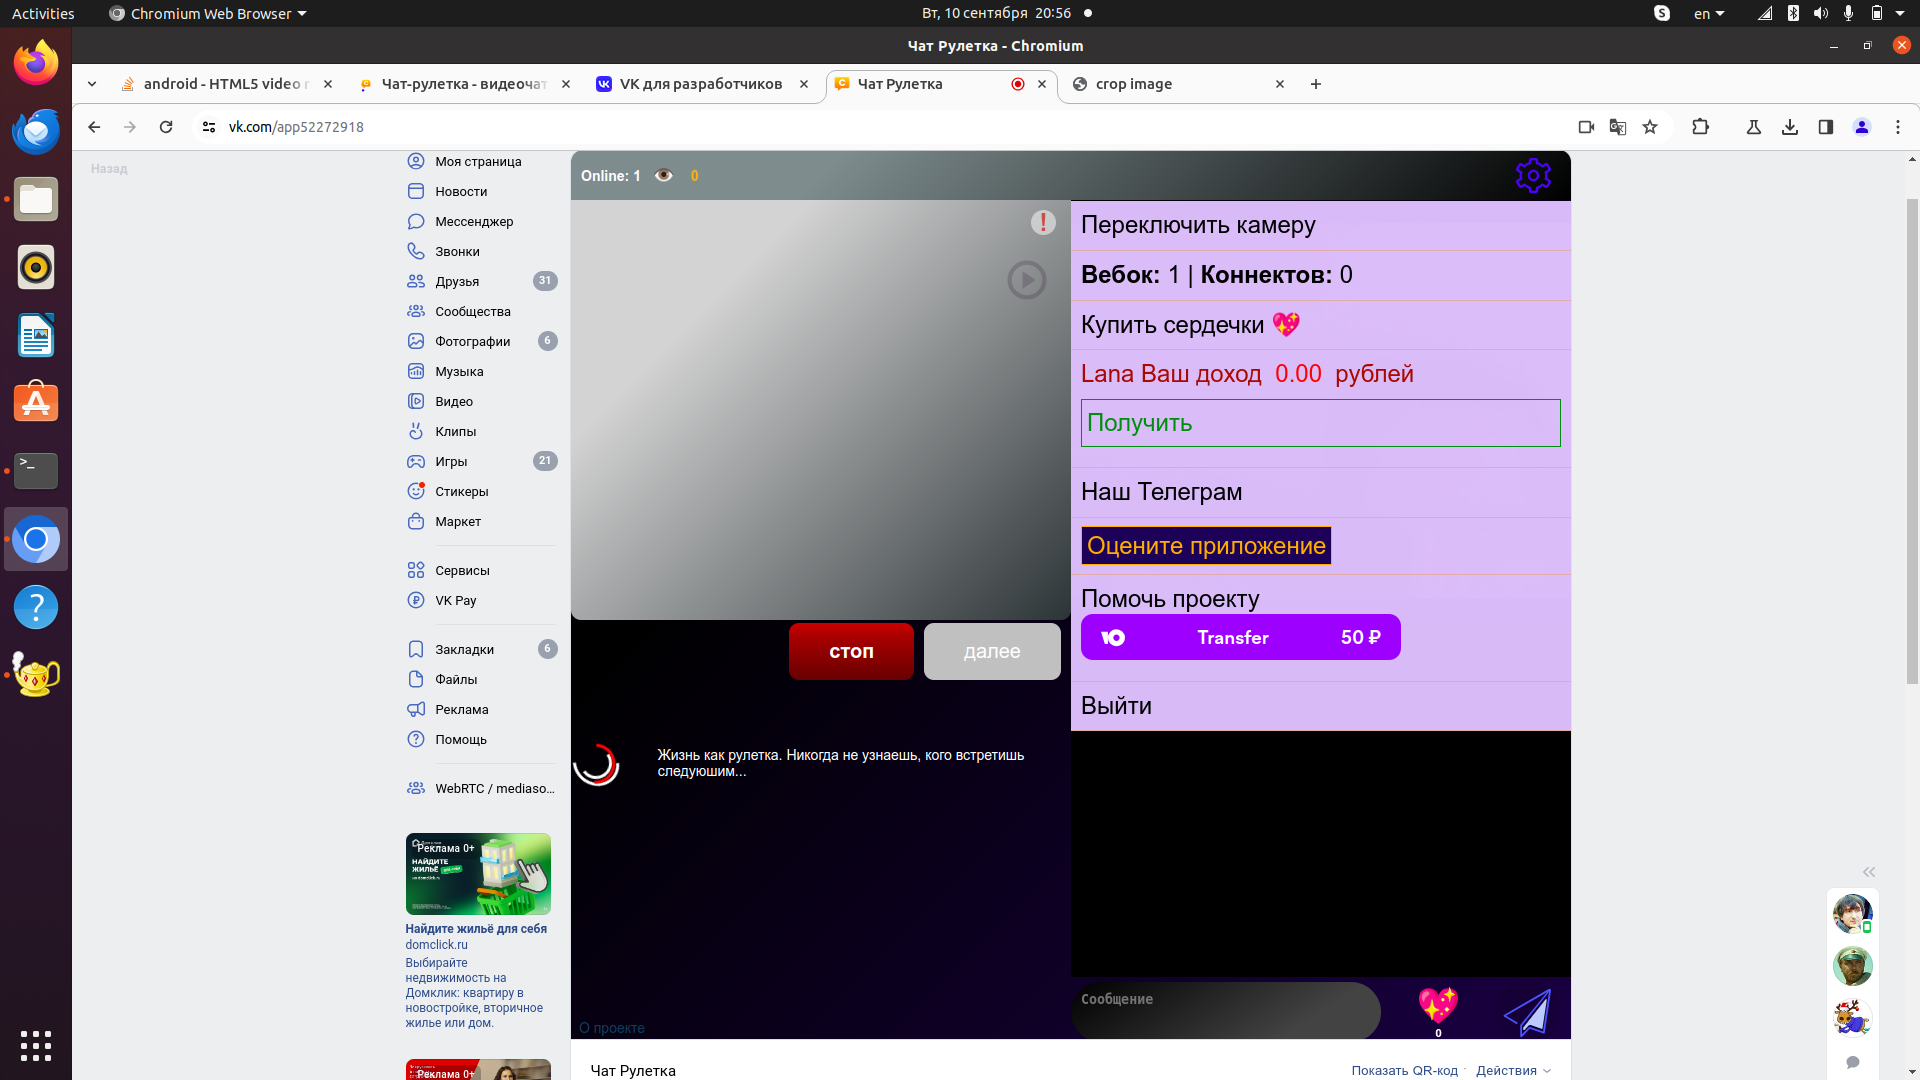 Activities
Chromium Web Browser
Вт, 10 сентября 20:56
en
Чат Рулетка - Chromium
android - HTML5 video r
Чат-рулетка - видеочат
VK для разработчиков
Чат Рулетка
crop image
vk.com/app52272918
Назад
Моя страница
Новости
Мессенджер
Звонки
Друзья 31
Сообщества
Фотографии 6
Музыка
Видео
Клипы
Игры 21
Стикеры
Маркет
Сервисы
VK Pay
Закладки 6
Файлы
Реклама
Помощь
WebRTC / mediaso...
Реклама 0+
НАЙДИТЕ
ЖИЛЬЁ
Найдите жильё для себя
domclick.ru
Выбирайте
недвижимость на
Домклик: квартиру в
новостройке, вторичное
жилье или дом.
Реклама 0+
Online: 1 0
стоп
далее
Жизнь как рулетка. Никогда не узнаешь, кого встретишь
следуюшим...
О проекте
Переключить камеру
Вебок: 1 | Коннектов: 0
Купить сердечки 💖
Lana Ваш доход 0.00 рублей
Получить
Наш Телеграм
Оцените приложение
Помочь проекту
Transfer 50 ₽
Выйти
Сообщение
0
Чат Рулетка
Показать QR-код · Действия